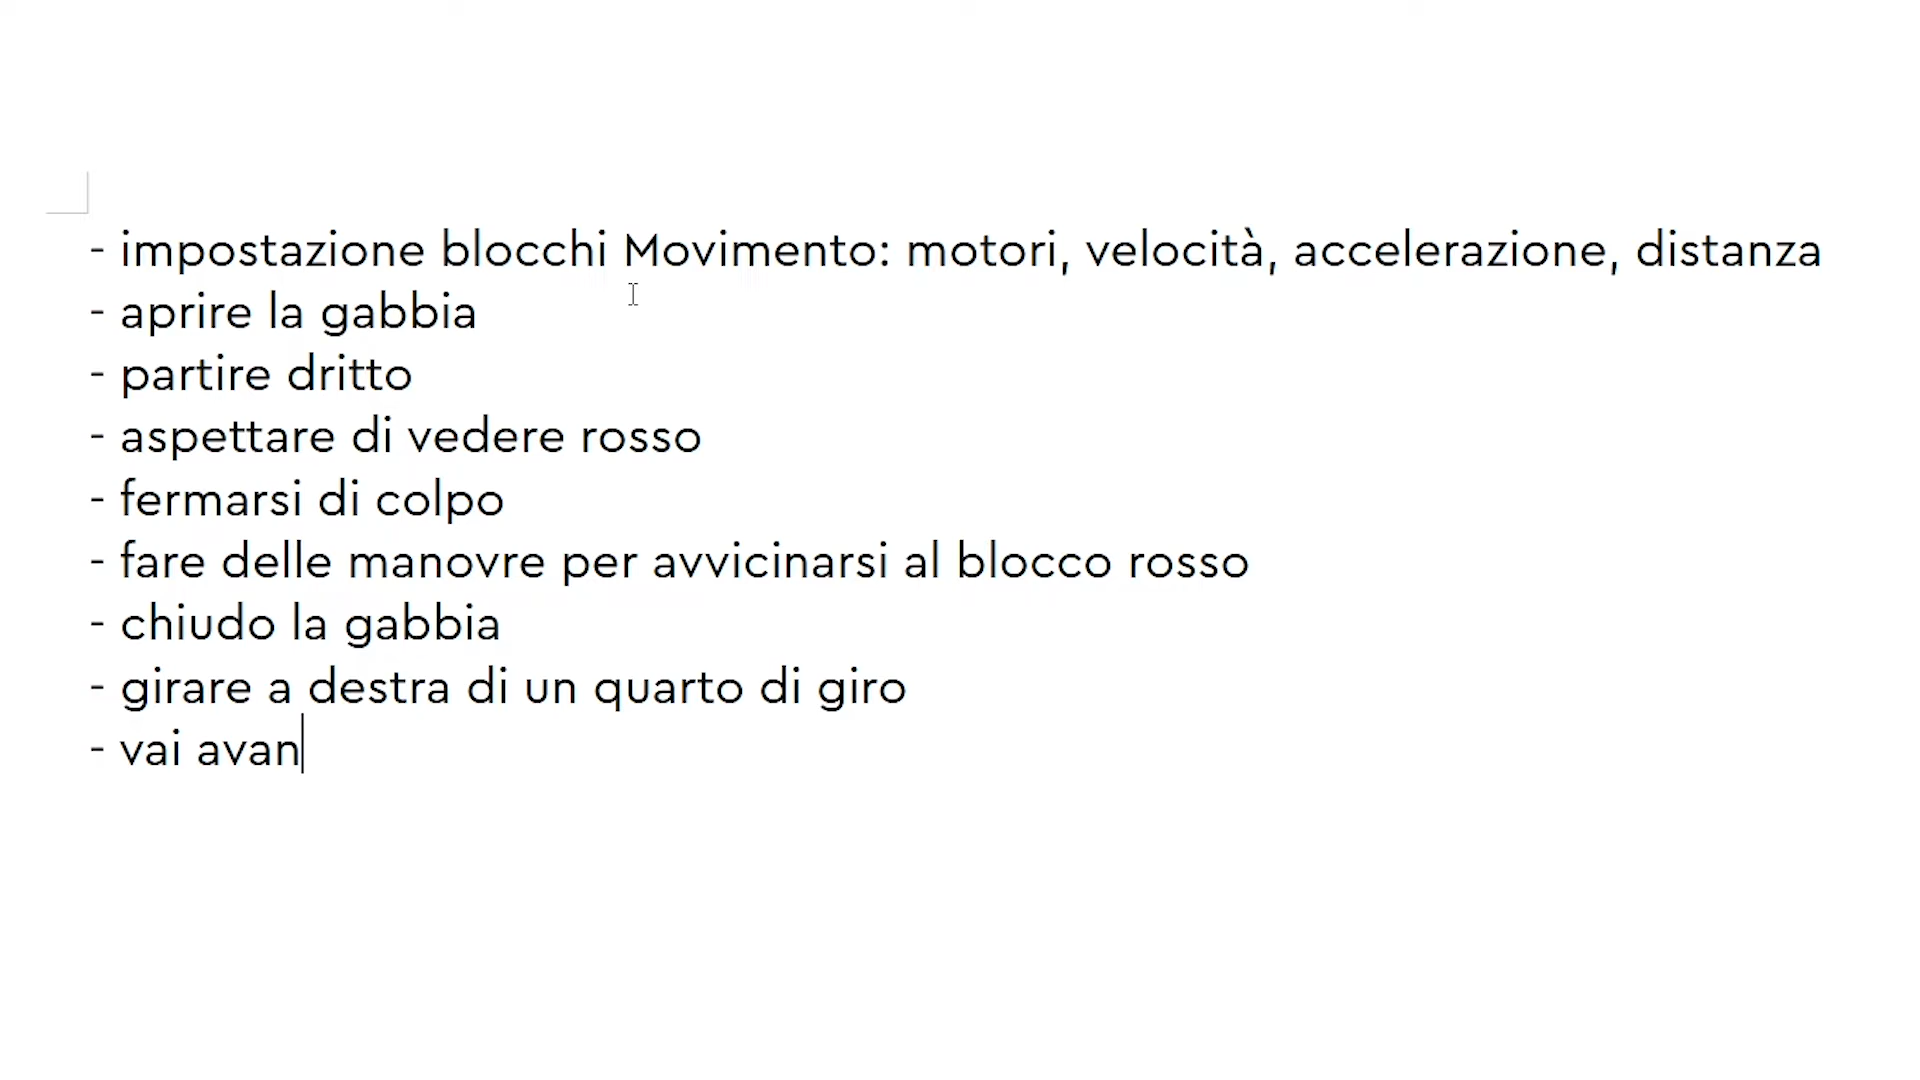 - impostazione blocchi Movimento: motori, velocità, accelerazione, distanza
- aprire la gabbia
- partire dritto
- aspettare di vedere rosso
- fermarsi di colpo
- fare delle manovre per avvicinarsi al blocco rosso
- chiudo la gabbia
- girare a destra di un quarto di giro
- vai avan